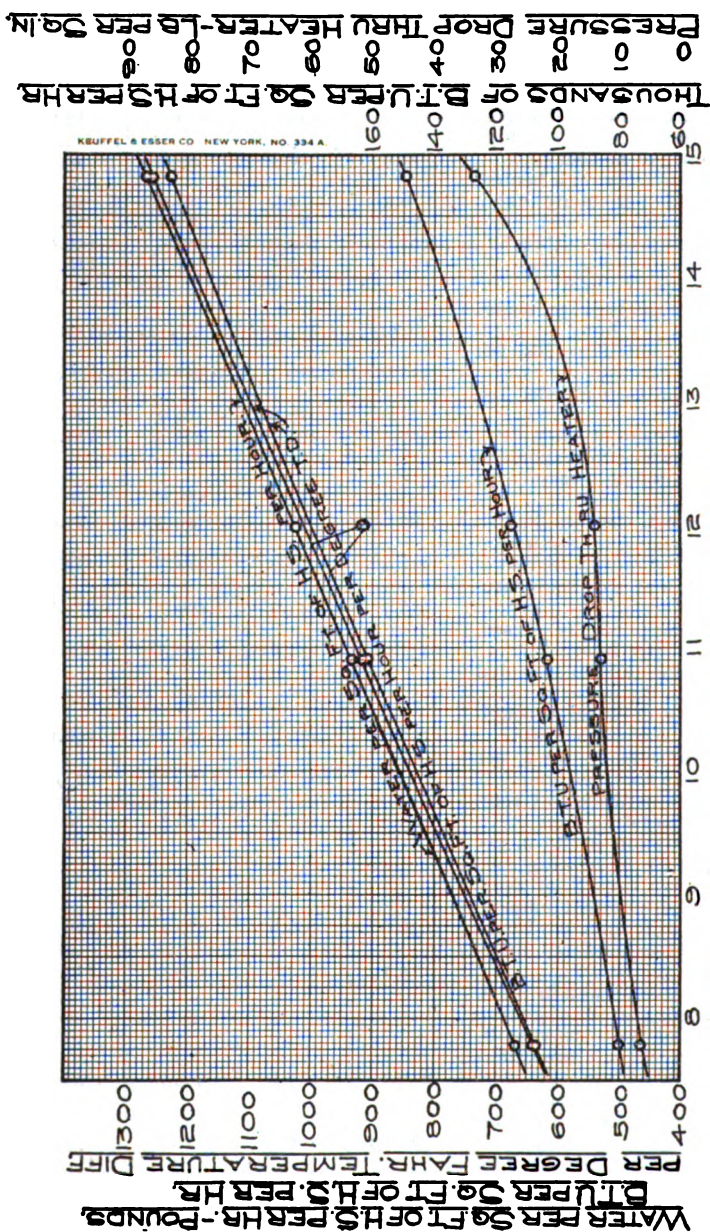 PRESSURE DROP THRU HEATER-LB PER SQ.IN.
90 80 70 60 50 40 30 20 10 0
THOUSANDS OF B.T.U. PER SQ.FT. OF H.S. PER HR
160 140 120 100 80 60
KEUFFEL & ESSER CO NEW YORK, NO. 334 A.
WATER PER SQ FT OF H.S. PER HOUR
B.T.U. PER SQ.FT OF H.S PER HOUR PER DEGREE T.D.
B.T.U. PER SQ FT OF H.S. PER HOUR
PRESSURE DROP THRU HEATER
8 9 10 11 12 13 14 15
1300 1200 1100 1000 900 800 700 600 500 400
PER DEGREE FAHR. TEMPERATURE DIFF
B.T.U PER SQ.FT OF H.S. PER HR.
WATER PER SQ.FT OF H.S. PER HR.-POUNDS.